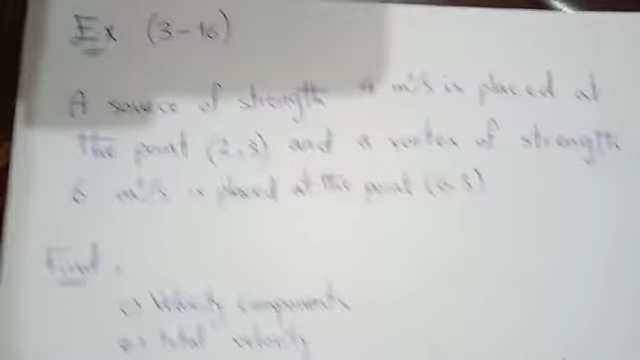 Ex (3-16)
A source of strength m²/s is placed at
the point (2,3) and a vortex of strength
6 m²/s is placed at the point
Find.
Velocity components
total velocity